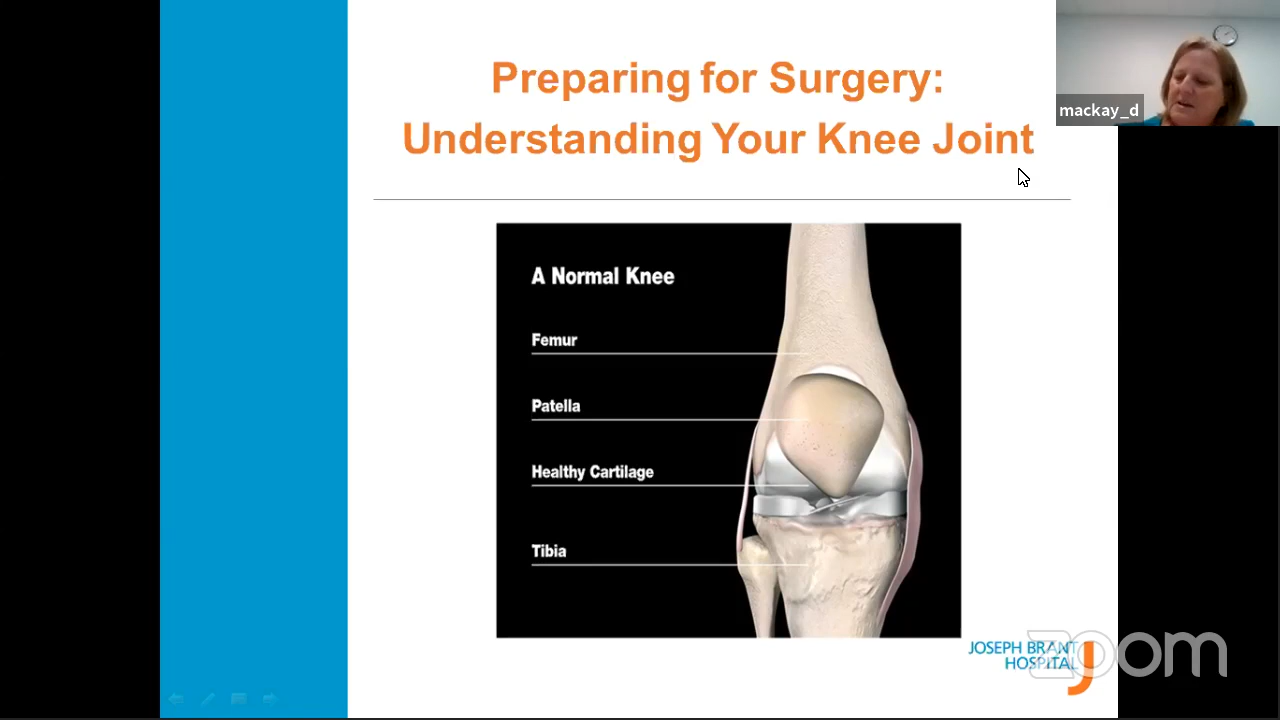 Preparing for Surgery:
Understanding Your Knee Joint
mackay_d
A Normal Knee
Femur
Patella
Healthy Cartilage
Tibia
JOSEPH BRANT
HOSPITAL
zoom